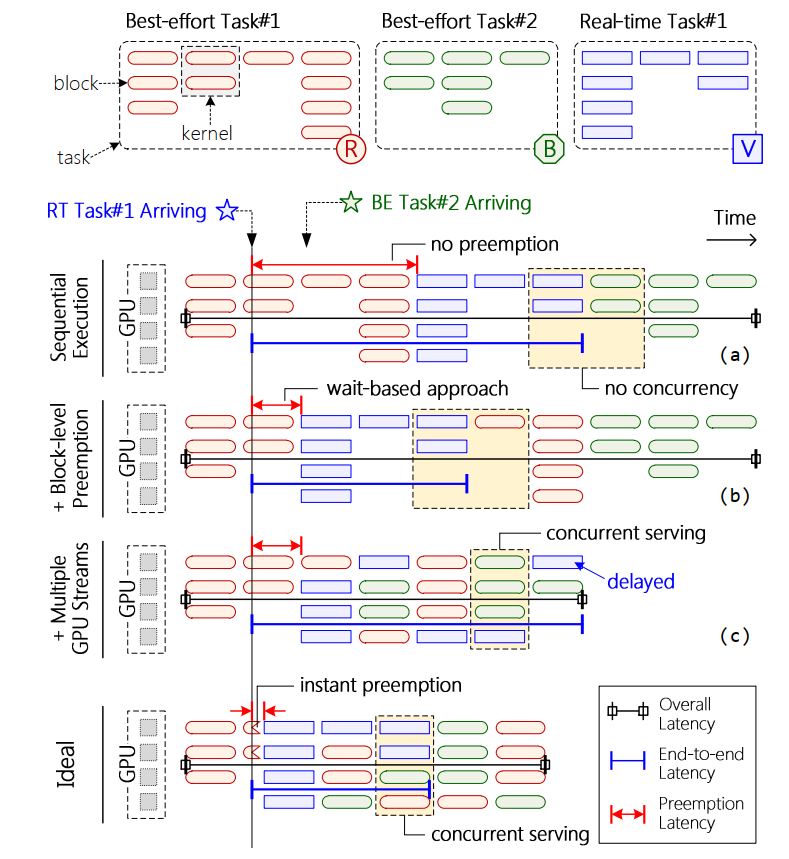 Best-effort Task#1
Best-effort Task#2
Real-time Task#1
block
kernel
task
R
B
V
RT Task#1 Arriving
BE Task#2 Arriving
Time
no preemption
Sequential
Execution
GPU
(a)
no concurrency
wait-based approach
+ Block-level
Preemption
GPU
(b)
concurrent serving
+ Multiple
GPU Streams
GPU
delayed
(c)
instant preemption
Ideal
GPU
concurrent serving
Overall
Latency
End-to-end
Latency
Preemption
Latency